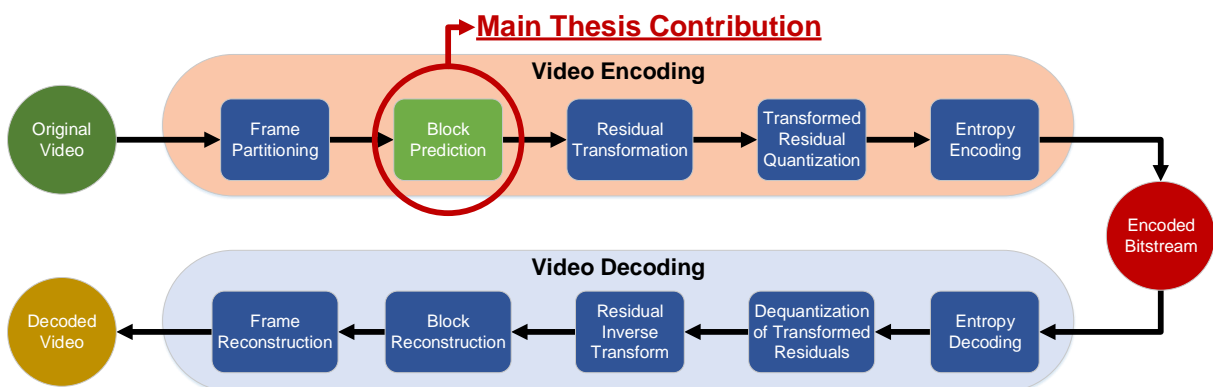 Main Thesis Contribution
Video Encoding
Original
Video
Frame
Partitioning
Block
Prediction
Residual
Transformation
Transformed
Residual
Quantization
Entropy
Encoding
Encoded
Bitstream
Video Decoding
Decoded
Video
Frame
Reconstruction
Block
Reconstruction
Residual
Inverse
Transform
Dequantization
of Transformed
Residuals
Entropy
Decoding